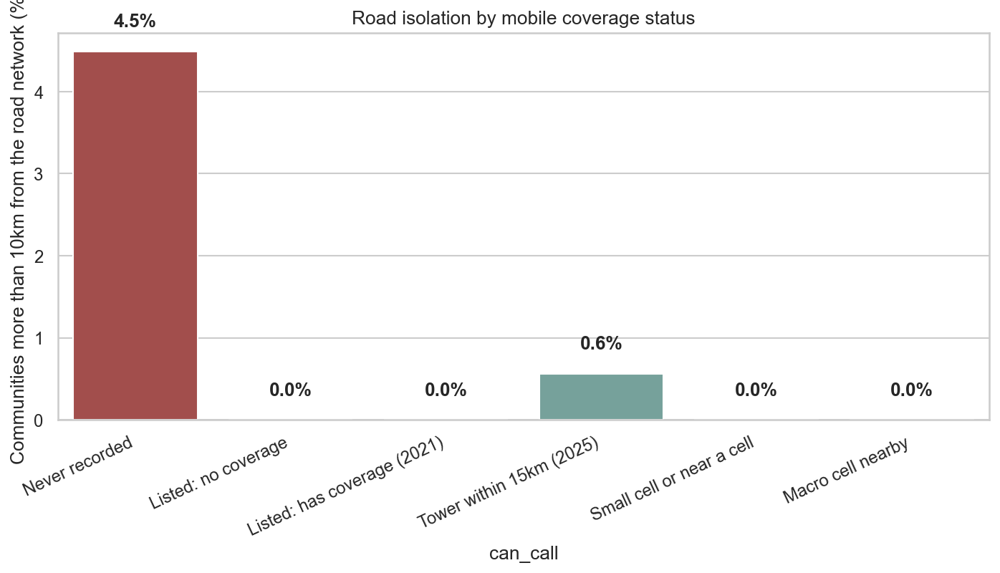 Road isolation by mobile coverage status
Communities more than 10km from the road network (%
4
3
2
1
0
4.5%
0.0%
0.0%
0.6%
0.0%
0.0%
Never recorded
Listed: no coverage
Listed: has coverage (2021)
Tower within 15km (2025)
Small cell or near a cell
Macro cell nearby
can_call